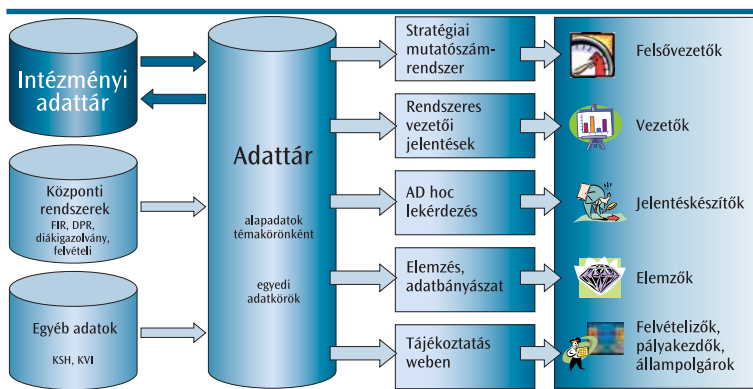 Intézményi
adattár
Központi
rendszerek
FIR, DPR,
diákigazolvány,
felvételi
Egyéb adatok
KSH, KVI
Adattár
alapadatok
témakörönként
egyedi
adatkörök
Stratégiai
mutatószám-
rendszer
Rendszeres
vezetői
jelentések
AD hoc
lekérdezés
Elemzés,
adatbányászat
Tájékoztatás
weben
Felsővezetők
Vezetők
Jelentéskészítők
Elemzők
Felvételizők,
pályakezdők,
állampolgárok